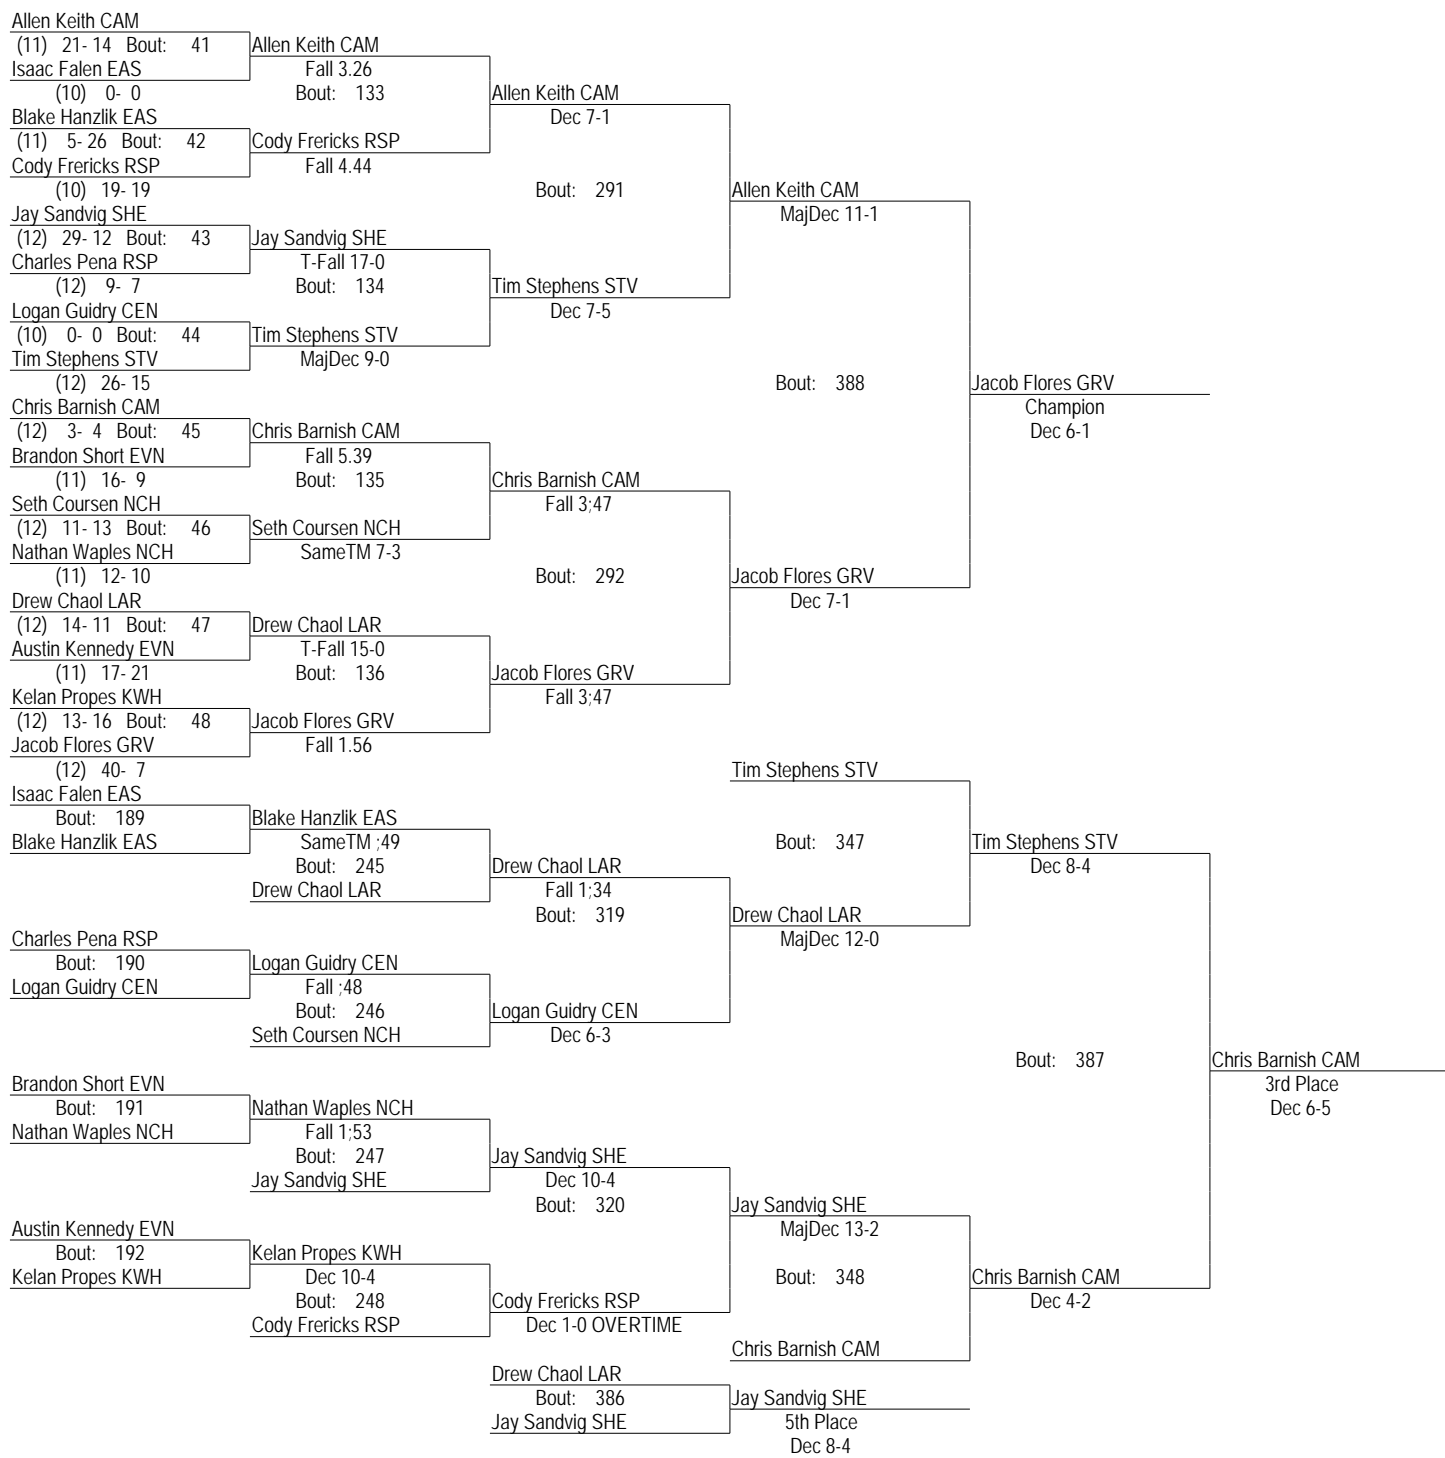 Allen Keith CAM
(11) 21- 14 Bout: 41 Allen Keith CAM
Isaac Falen EAS Fall 3.26
(10) 0- 0 Bout: 133 Allen Keith CAM
Blake Hanzlik EAS Dec 7-1
(11) 5- 26 Bout: 42 Cody Frericks RSP
Cody Frericks RSP Fall 4.44
(10) 19- 19 Bout: 291 Allen Keith CAM
Jay Sandvig SHE MajDec 11-1
(12) 29- 12 Bout: 43 Jay Sandvig SHE
Charles Pena RSP T-Fall 17-0
(12) 9- 7 Bout: 134 Tim Stephens STV
Logan Guidry CEN Dec 7-5
(10) 0- 0 Bout: 44 Tim Stephens STV
Tim Stephens STV MajDec 9-0
(12) 26- 15 Bout: 388 Jacob Flores GRV
Chris Barnish CAM Champion
(12) 3- 4 Bout: 45 Chris Barnish CAM Dec 6-1
Brandon Short EVN Fall 5.39
(11) 16- 9 Bout: 135 Chris Barnish CAM
Seth Coursen NCH Fall 3;47
(12) 11- 13 Bout: 46 Seth Coursen NCH
Nathan Waples NCH SameTM 7-3
(11) 12- 10 Bout: 292 Jacob Flores GRV
Drew Chaol LAR Dec 7-1
(12) 14- 11 Bout: 47 Drew Chaol LAR
Austin Kennedy EVN T-Fall 15-0
(11) 17- 21 Bout: 136 Jacob Flores GRV
Kelan Propes KWH Fall 3;47
(12) 13- 16 Bout: 48 Jacob Flores GRV
Jacob Flores GRV Fall 1.56
(12) 40- 7 Tim Stephens STV
Isaac Falen EAS
Bout: 189 Blake Hanzlik EAS
Blake Hanzlik EAS SameTM ;49 Bout: 347 Tim Stephens STV
Bout: 245 Drew Chaol LAR Dec 8-4
Drew Chaol LAR Fall 1;34
Bout: 319 Drew Chaol LAR
Charles Pena RSP MajDec 12-0
Bout: 190 Logan Guidry CEN
Logan Guidry CEN Fall ;48
Bout: 246 Logan Guidry CEN
Seth Coursen NCH Dec 6-3
Bout: 387 Chris Barnish CAM
Brandon Short EVN 3rd Place
Bout: 191 Nathan Waples NCH Dec 6-5
Nathan Waples NCH Fall 1;53
Bout: 247 Jay Sandvig SHE
Jay Sandvig SHE Dec 10-4
Bout: 320 Jay Sandvig SHE
Austin Kennedy EVN MajDec 13-2
Bout: 192 Kelan Propes KWH
Kelan Propes KWH Dec 10-4 Bout: 348 Chris Barnish CAM
Bout: 248 Cody Frericks RSP Dec 4-2
Cody Frericks RSP Dec 1-0 OVERTIME
Chris Barnish CAM
Drew Chaol LAR
Bout: 386 Jay Sandvig SHE
Jay Sandvig SHE 5th Place
Dec 8-4